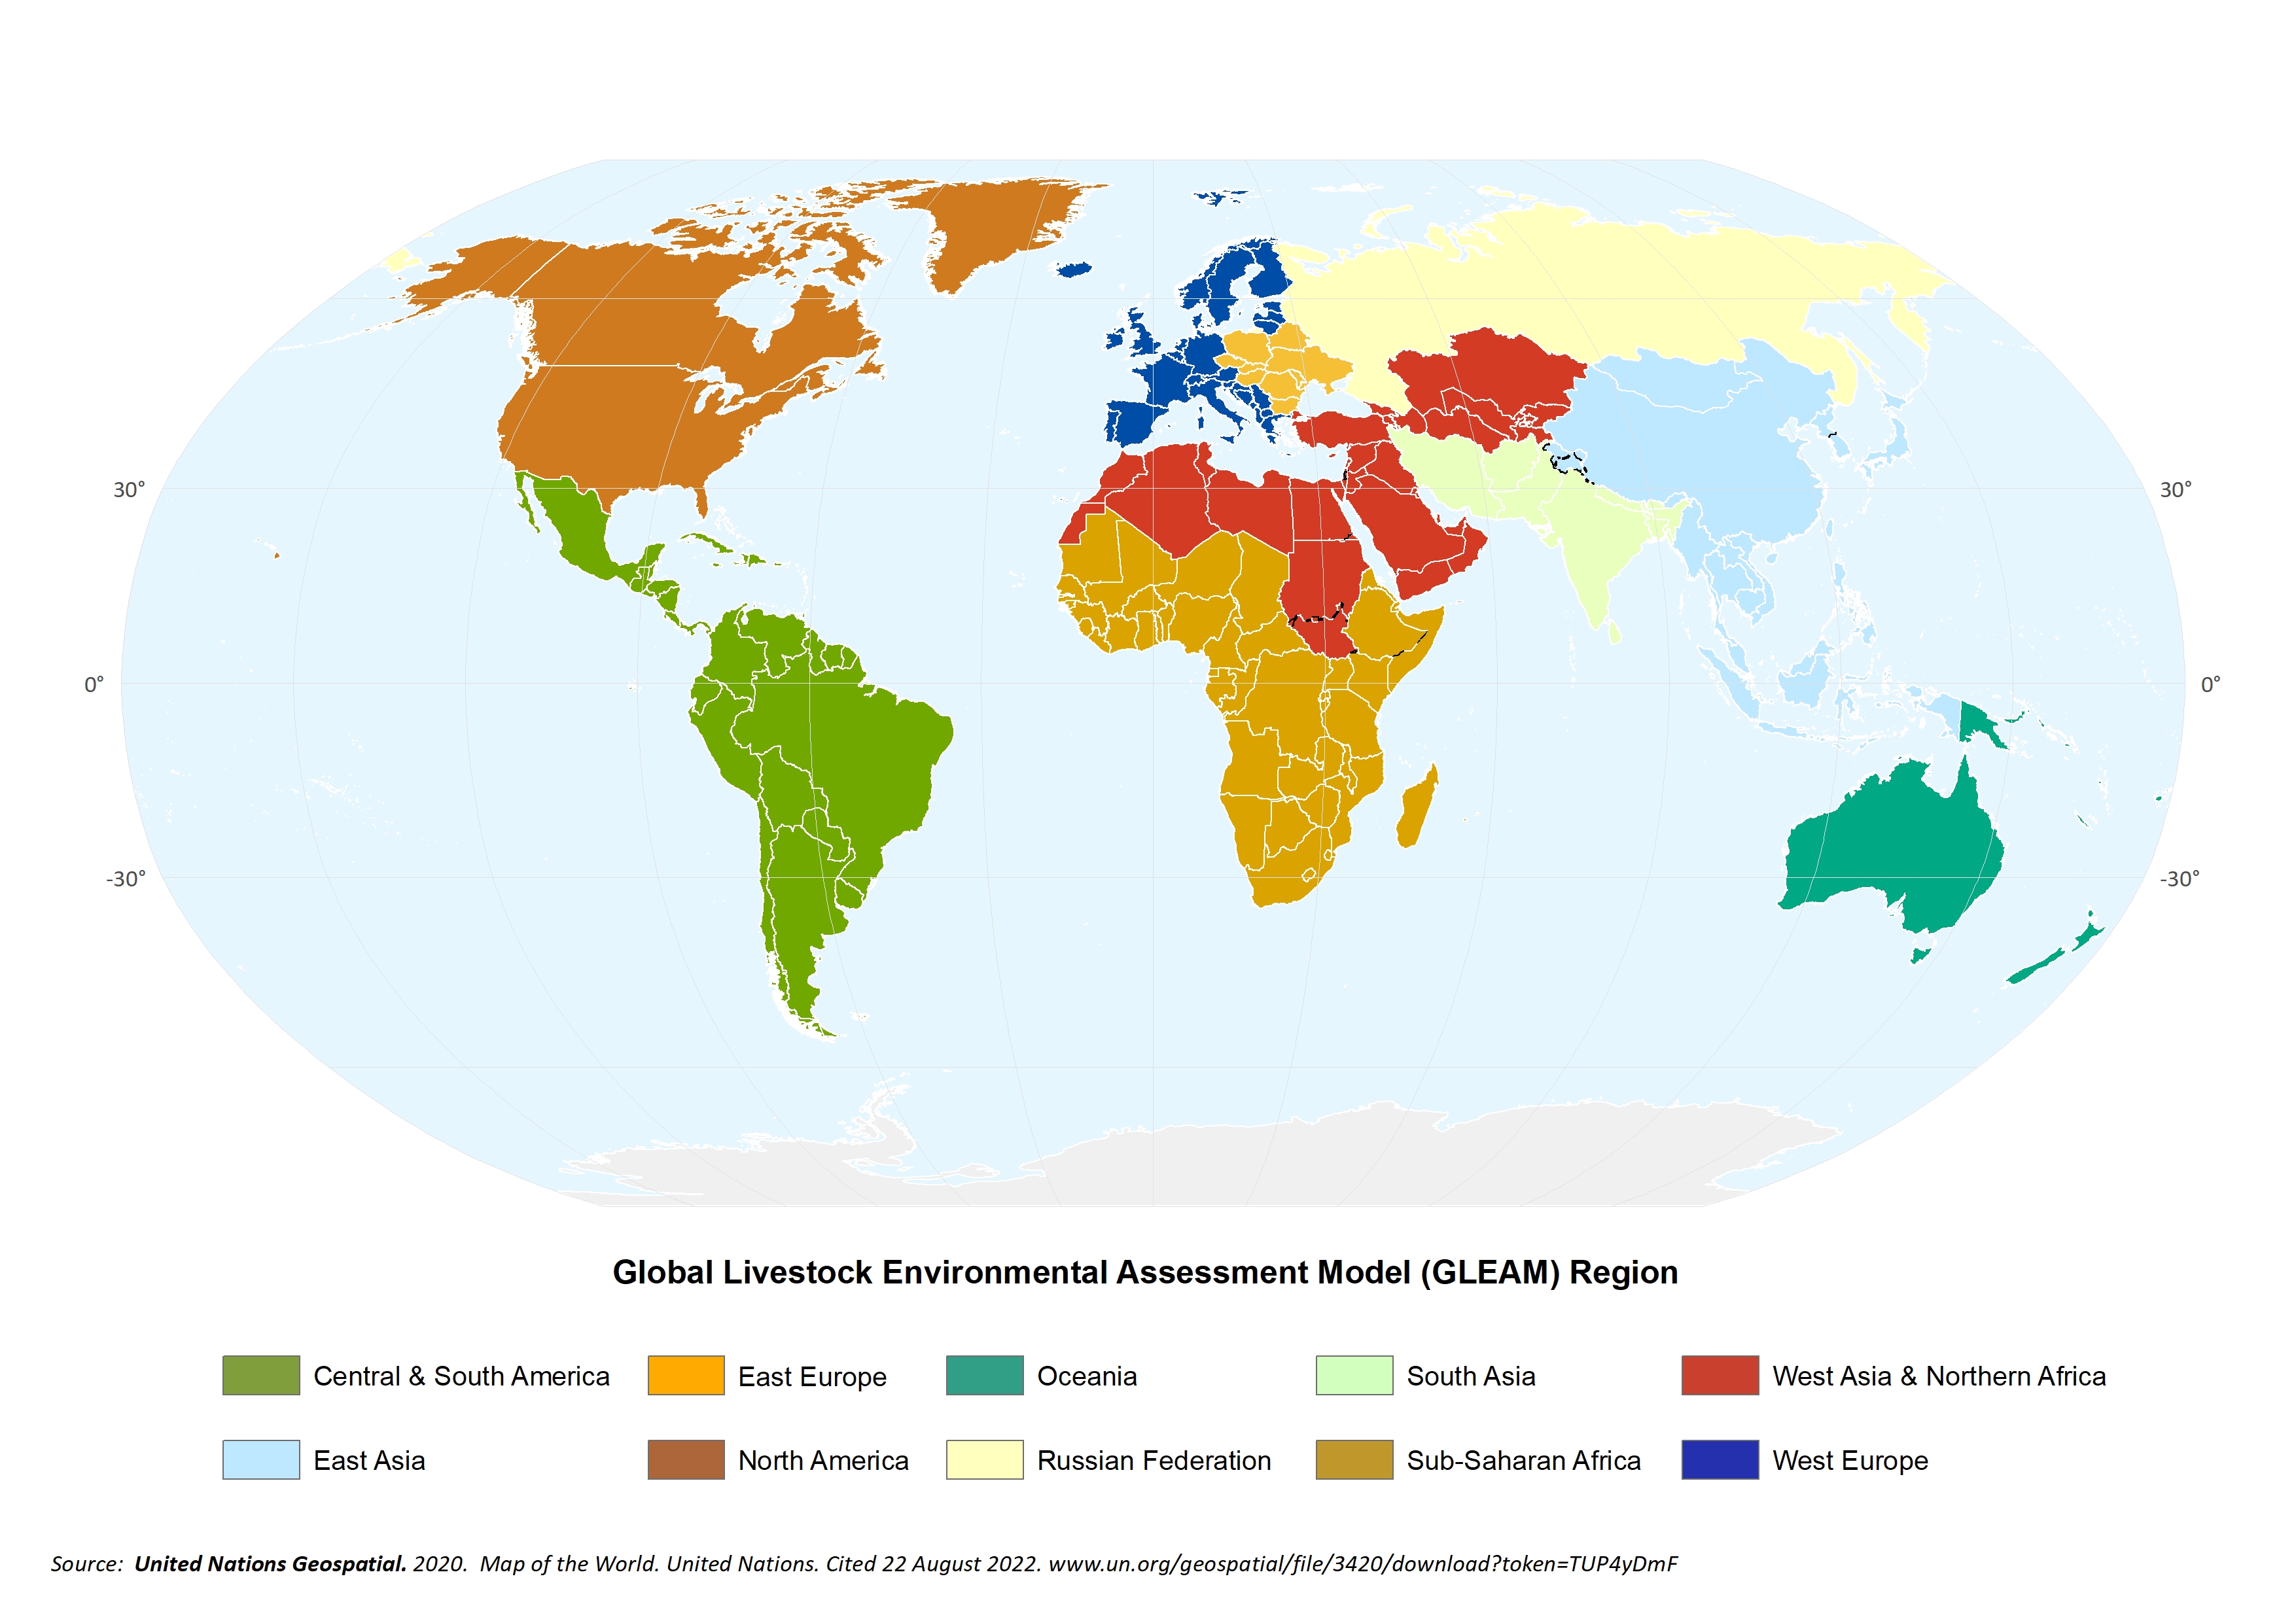 30°
30°
0°
0°
-30°
-30°
Global Livestock Environmental Assessment Model (GLEAM) Region
Central & South America
East Europe
Oceania
South Asia
West Asia & Northern Africa
East Asia
North America
Russian Federation
Sub-Saharan Africa
West Europe
Source: United Nations Geospatial. 2020. Map of the World. United Nations. Cited 22 August 2022. www.un.org/geospatial/file/3420/download?token=TUP4yDmF